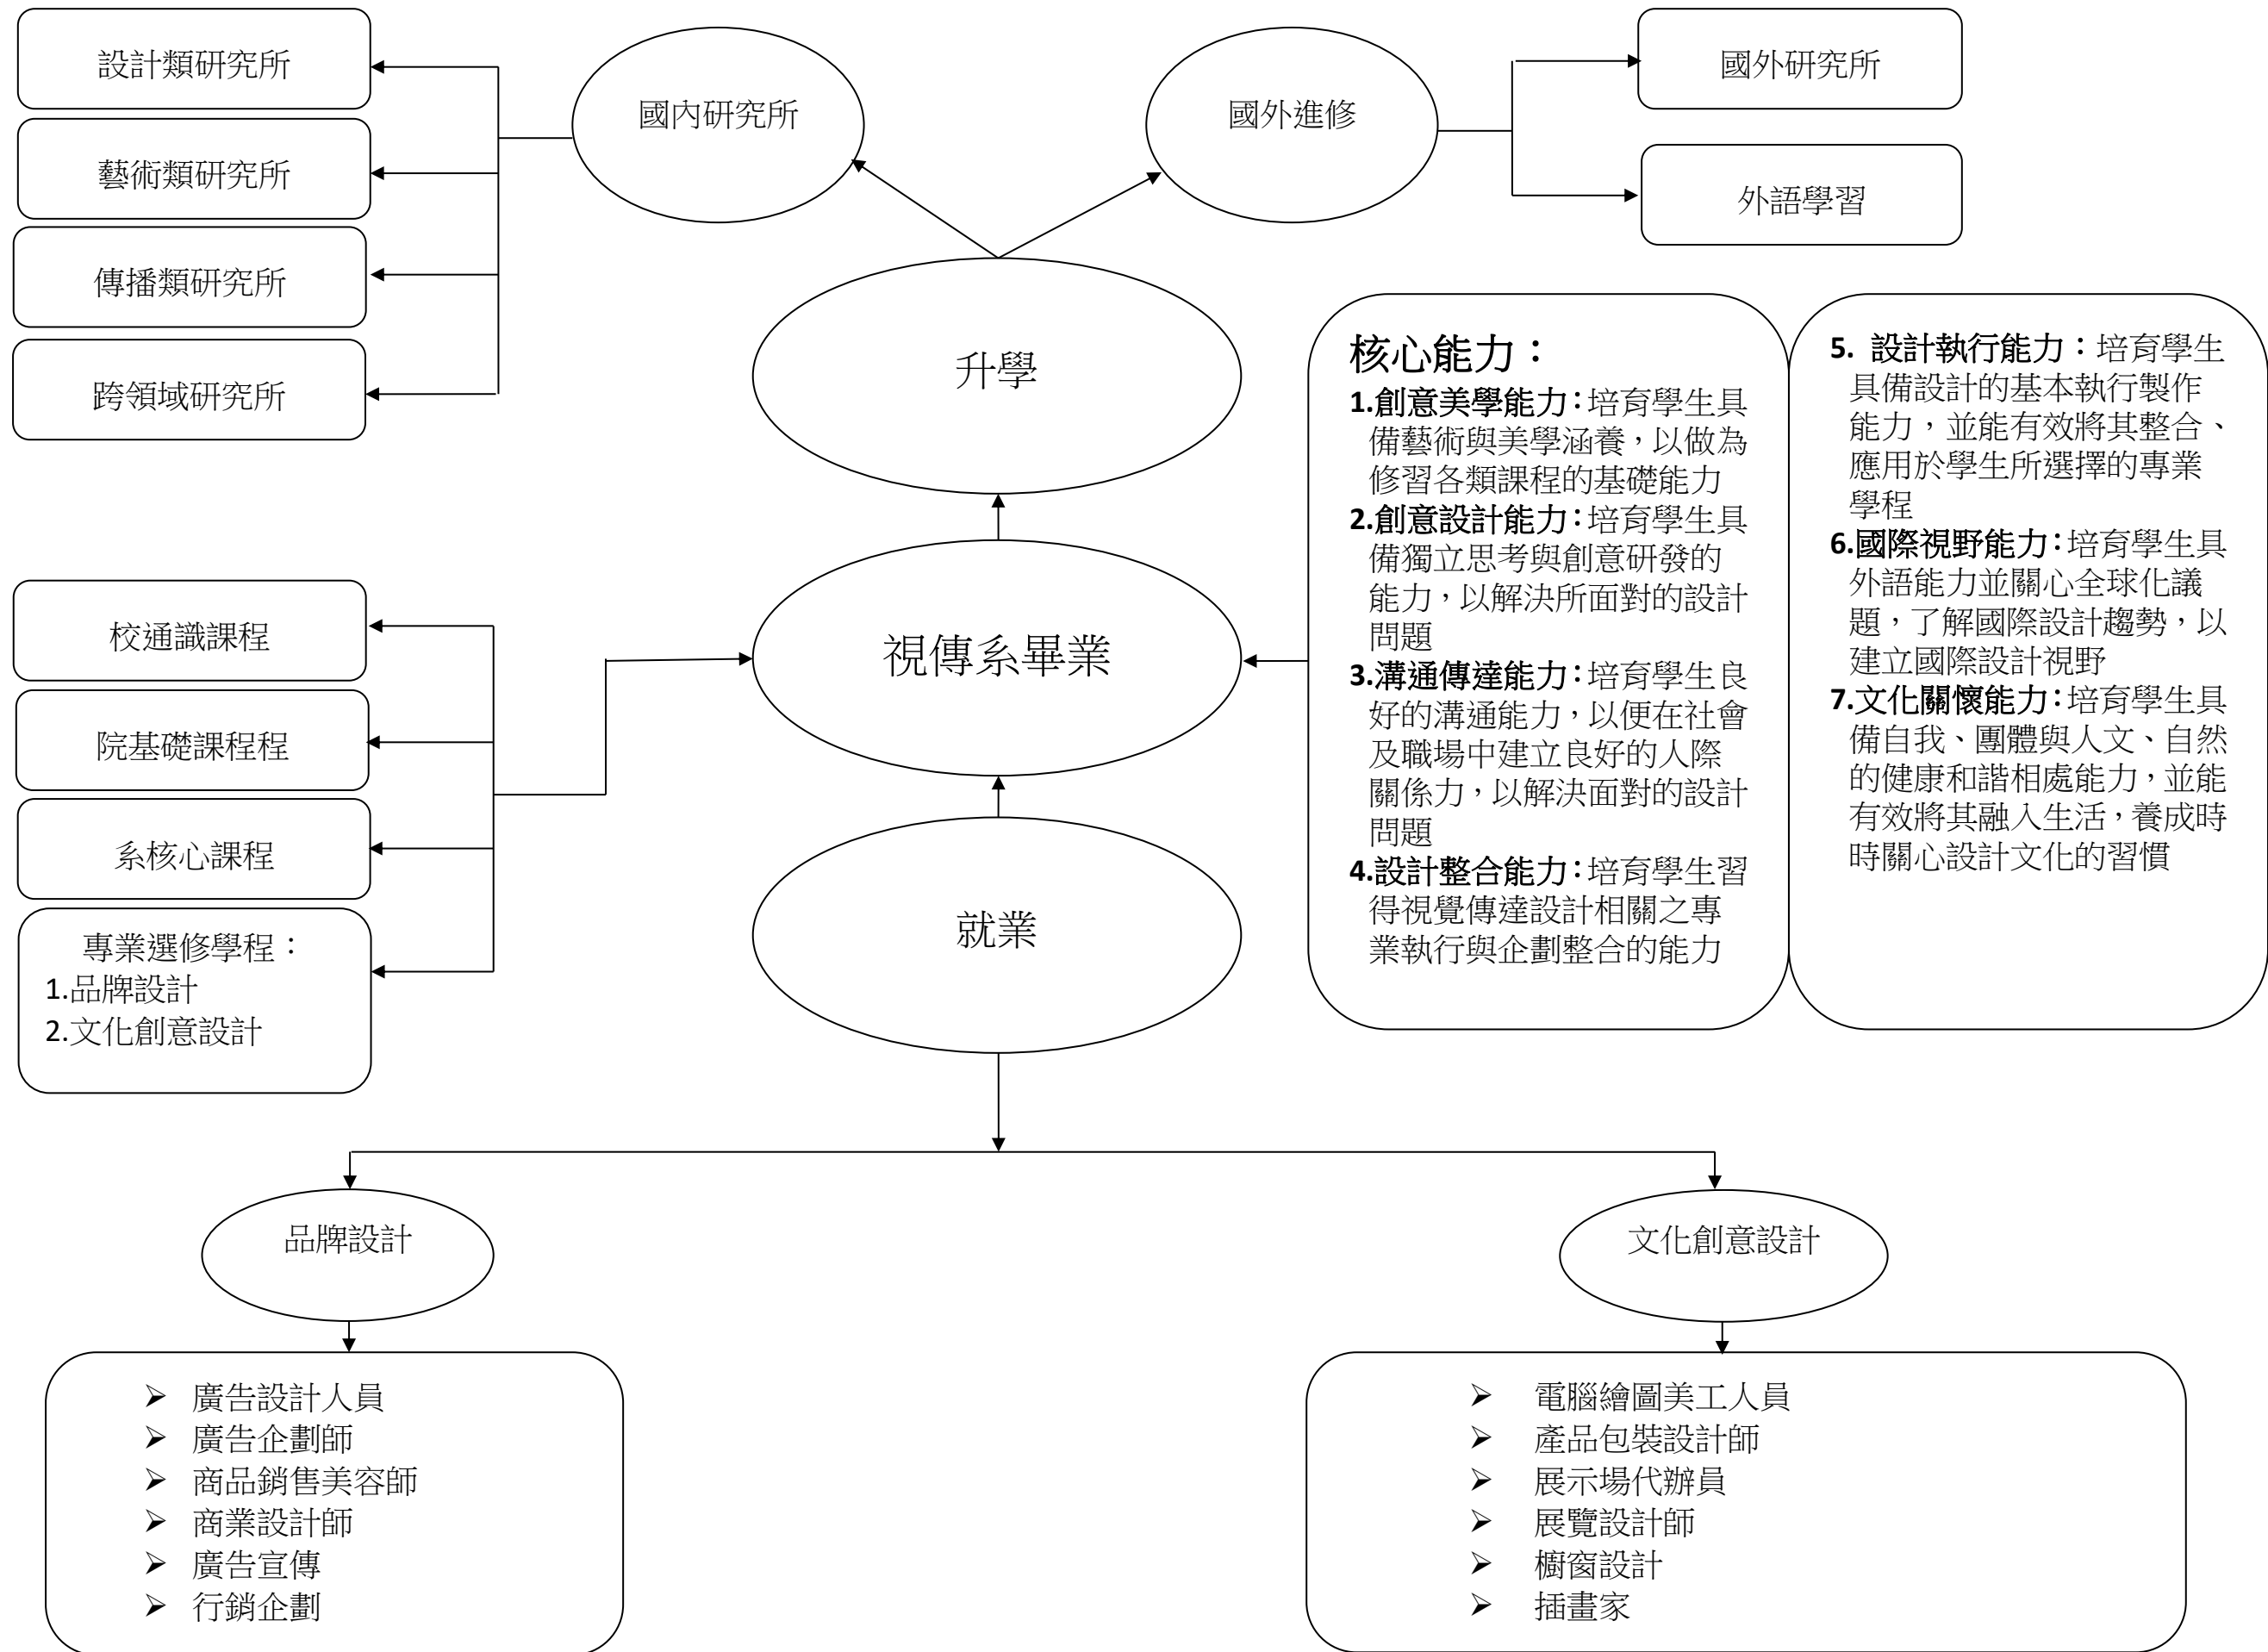 設計類研究所
藝術類研究所
傳播類研究所
跨領域研究所
國內研究所
國外進修
國外研究所
外語學習
升學
視傳系畢業
就業
校通識課程
院基礎課程程
系核心課程
專業選修學程：
1.品牌設計
2.文化創意設計
核心能力：
1.創意美學能力：培育學生具
備藝術與美學涵養，以做為
修習各類課程的基礎能力
2.創意設計能力：培育學生具
備獨立思考與創意研發的
能力，以解決所面對的設計
問題
3.溝通傳達能力：培育學生良
好的溝通能力，以便在社會
及職場中建立良好的人際
關係力，以解決面對的設計
問題
4.設計整合能力：培育學生習
得視覺傳達設計相關之專
業執行與企劃整合的能力
5. 設計執行能力：培育學生
具備設計的基本執行製作
能力，並能有效將其整合、
應用於學生所選擇的專業
學程
6.國際視野能力：培育學生具
外語能力並關心全球化議
題，了解國際設計趨勢，以
建立國際設計視野
7.文化關懷能力：培育學生具
備自我、團體與人文、自然
的健康和諧相處能力，並能
有效將其融入生活，養成時
時關心設計文化的習慣
品牌設計
文化創意設計
➢ 廣告設計人員
➢ 廣告企劃師
➢ 商品銷售美容師
➢ 商業設計師
➢ 廣告宣傳
➢ 行銷企劃
➢ 電腦繪圖美工人員
➢ 產品包裝設計師
➢ 展示場代辦員
➢ 展覽設計師
➢ 櫥窗設計
➢ 插畫家